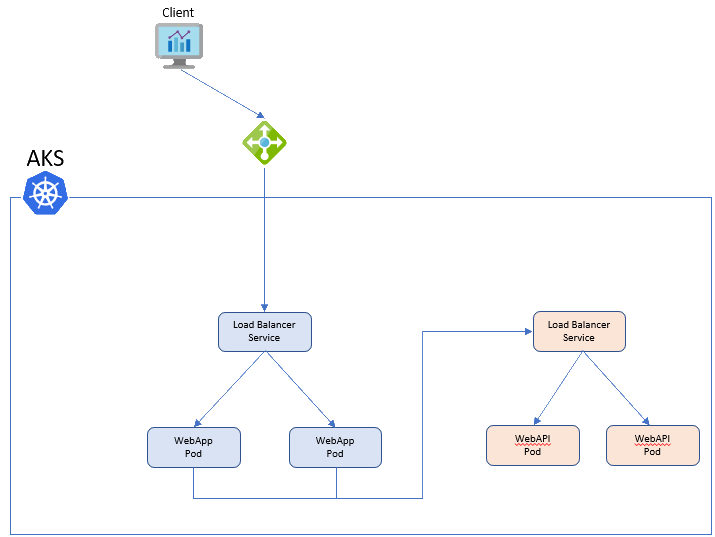 Client
AKS
Load Balancer
Service
Load Balancer
Service
WebApp
Pod
WebApp
Pod
WebAPI
Pod
WebAPI
Pod